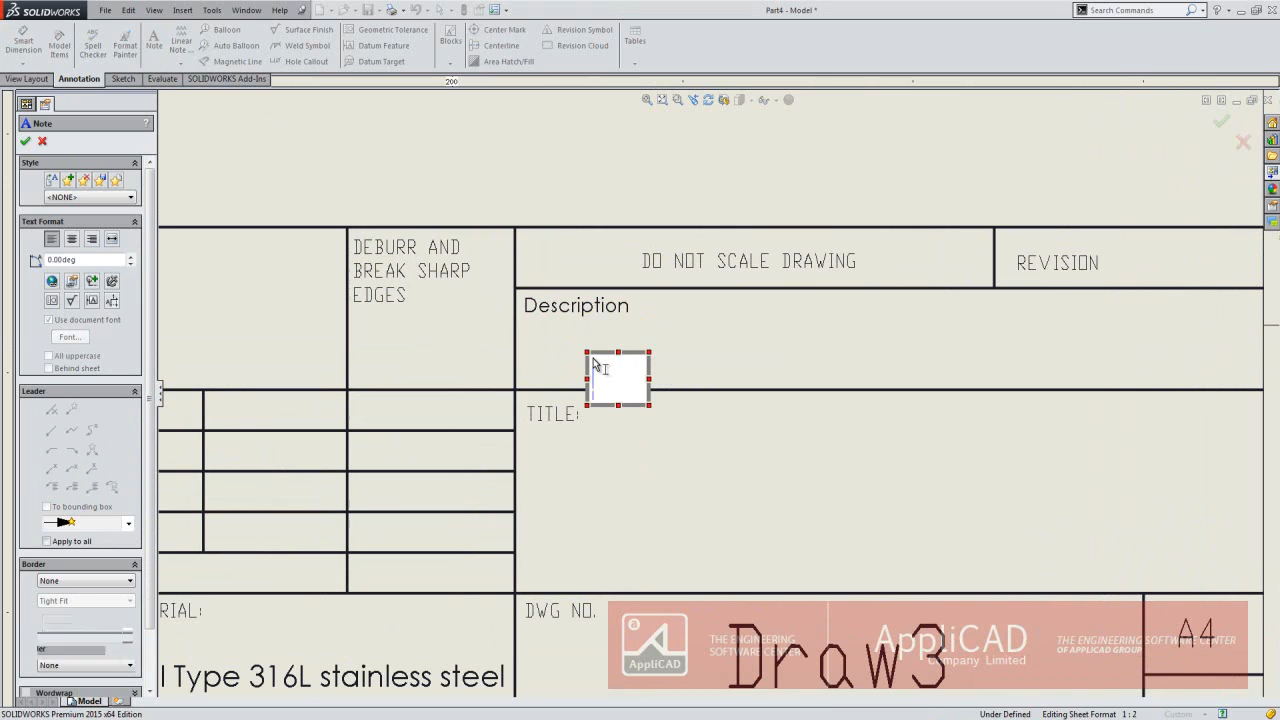 SOLIDWORKS
File Edit View Insert Tools Window Help
Part4 - Model *
Search Commands
Smart Dimension
Model Items
Spell Checker
Format Painter
Note
Linear Note ...
Balloon
Auto Balloon
Magnetic Line
Surface Finish
Weld Symbol
Hole Callout
Geometric Tolerance
Datum Feature
Datum Target
Blocks
Center Mark
Centerline
Area Hatch/Fill
Revision Symbol
Revision Cloud
Tables
View Layout Annotation Sketch Evaluate SOLIDWORKS Add-Ins
200
Note
?
Style
<NONE>
Text Format
0.00deg
Use document font
Font...
All uppercase
Behind sheet
Leader
To bounding box
Apply to all
Border
None
Tight Fit
None
Wordwrap
DEBURR AND
BREAK SHARP
EDGES
DO NOT SCALE DRAWING
REVISION
Description
TITLE:
RIAL:
l Type 316L stainless steel
DWG NO.
Draw3
A4
a
AppliCAD
THE ENGINEERING
SOFTWARE CENTER
AppliCAD
Company Limited
THE ENGINEERING SOFTWARE CENTER
OF APPLICAD GROUP
Model
SOLIDWORKS Premium 2015 x64 Edition
Under Defined
Editing Sheet Format
1 : 2
Custom